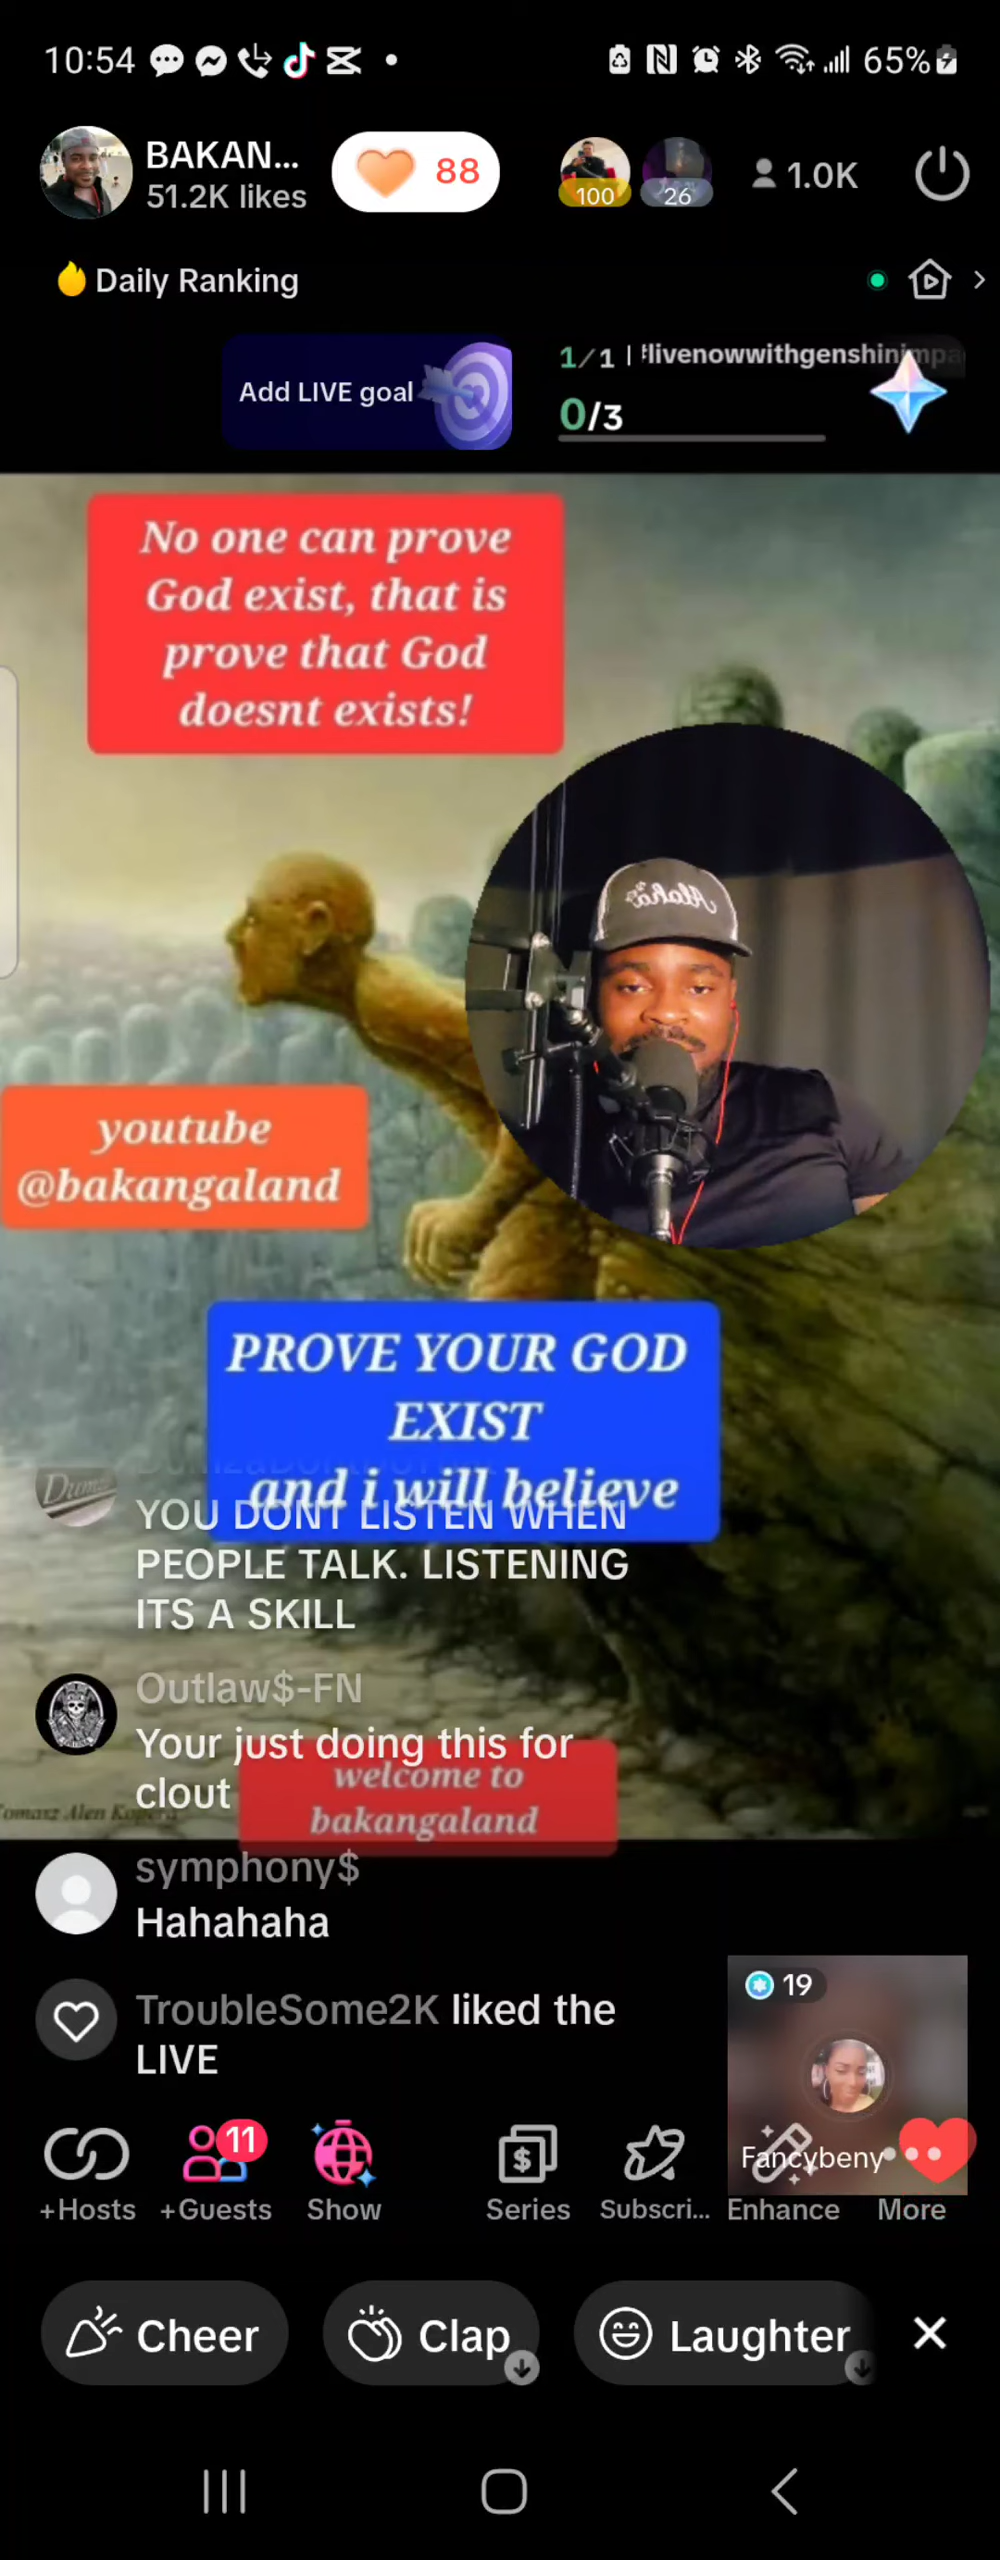 10:54
65%
BAKAN...
51.2K likes
88
100
26
1.0K
Daily Ranking
Add LIVE goal
1/1
0/3
No one can prove
God exist, that is
prove that God
doesnt exists!
Aloha
youtube
@bakangaland
PROVE YOUR GOD
EXIST
and i will believe
YOU DONT LISTEN WHEN
PEOPLE TALK. LISTENING
ITS A SKILL
Outlaw$-FN
Your just doing this for
clout
welcome to
bakangaland
Tomasz Alen
symphony$
Hahahaha
TroubleSome2K liked the
LIVE
19
Fancybeny
11
+Hosts
+Guests
Show
Series
Subscri...
Enhance
More
Cheer
Clap
Laughter